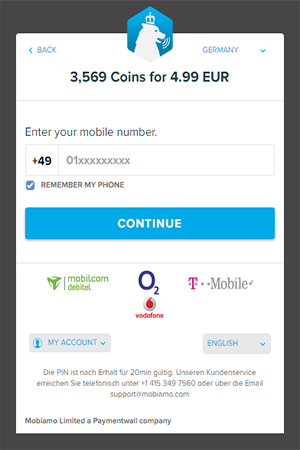 BACK
GERMANY
3,569 Coins for 4.99 EUR
Enter your mobile number.
+49 01xxxxxxxxx
REMEMBER MY PHONE
CONTINUE
mobilcom
debitel
O2
T··Mobile·
vodafone
MY ACCOUNT
ENGLISH
Die PIN ist nach Erhalt für 20min gültig. Unseren Kundenservice
erreichen Sie telefonisch unter +1 415 349 7560 oder über die Email
support@mobiamo.com
Mobiamo Limited a Paymentwall company